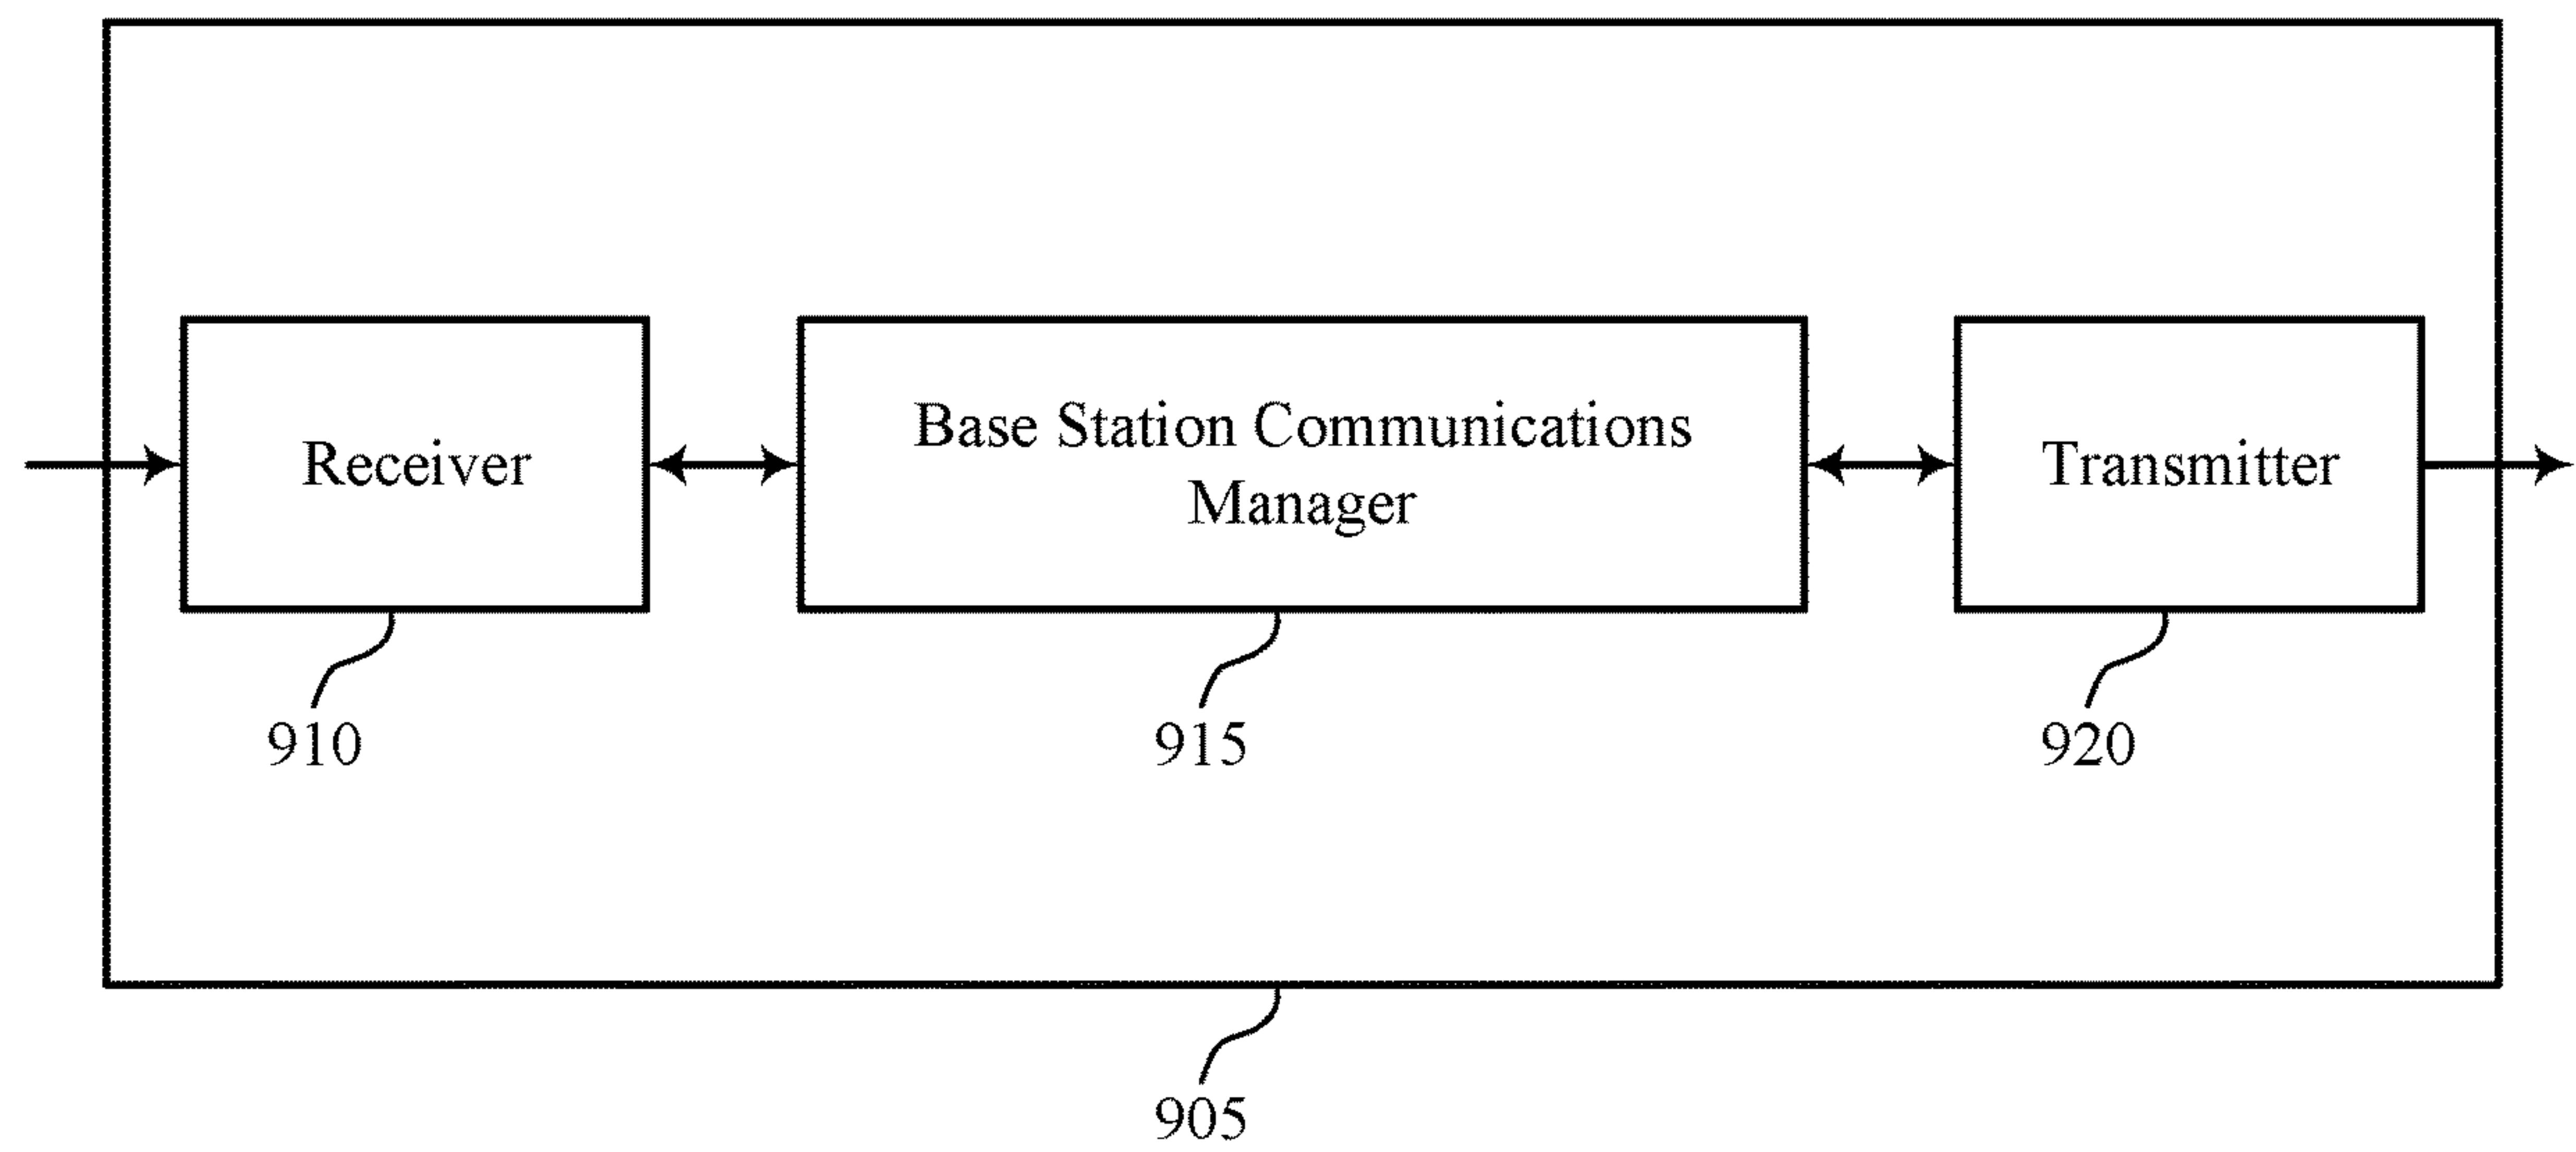 Receiver
Base Station Communications
Manager
Transmitter
910
915
920
905